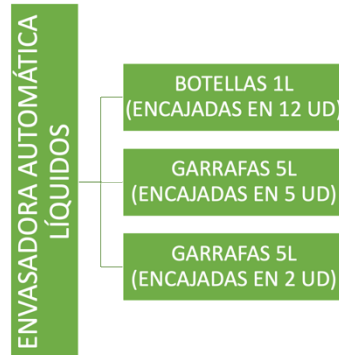 ENVASADORA AUTOMÁTICA
LÍQUIDOS
BOTELLAS 1L
(ENCAJADAS EN 12 UD)
GARRAFAS 5L
(ENCAJADAS EN 5 UD)
GARRAFAS 5L
(ENCAJADAS EN 2 UD)